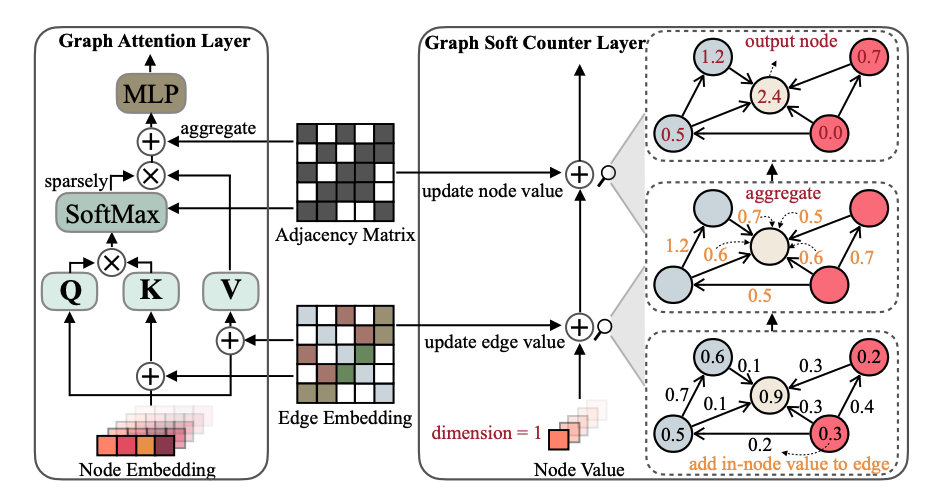 Graph Attention Layer
MLP
aggregate
sparsely
SoftMax
Q
K
V
Node Embedding
Adjacency Matrix
Edge Embedding
Graph Soft Counter Layer
update node value
update edge value
dimension = 1
Node Value
output node
1.2
0.7
2.4
0.5
0.0
aggregate
0.7
0.5
1.2
0.6
0.6
0.7
0.5
0.6
0.1
0.3
0.2
0.7
0.9
0.1
0.3
0.4
0.5
0.3
0.2
add in-node value to edge